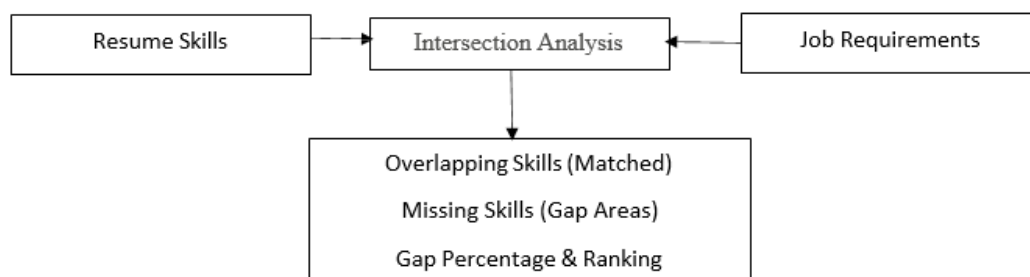 Resume Skills
Intersection Analysis
Job Requirements
Overlapping Skills (Matched)
Missing Skills (Gap Areas)
Gap Percentage & Ranking